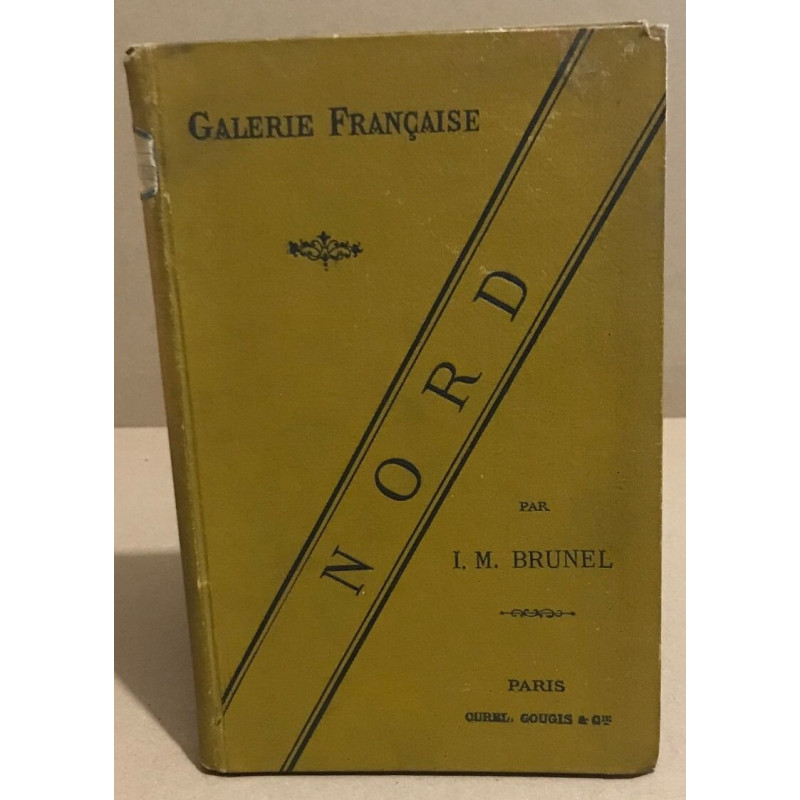 GALERIE FRANÇAISE
NORD
PAR
I. M. BRUNEL
PARIS
CUREL, GOUGIS & CIE